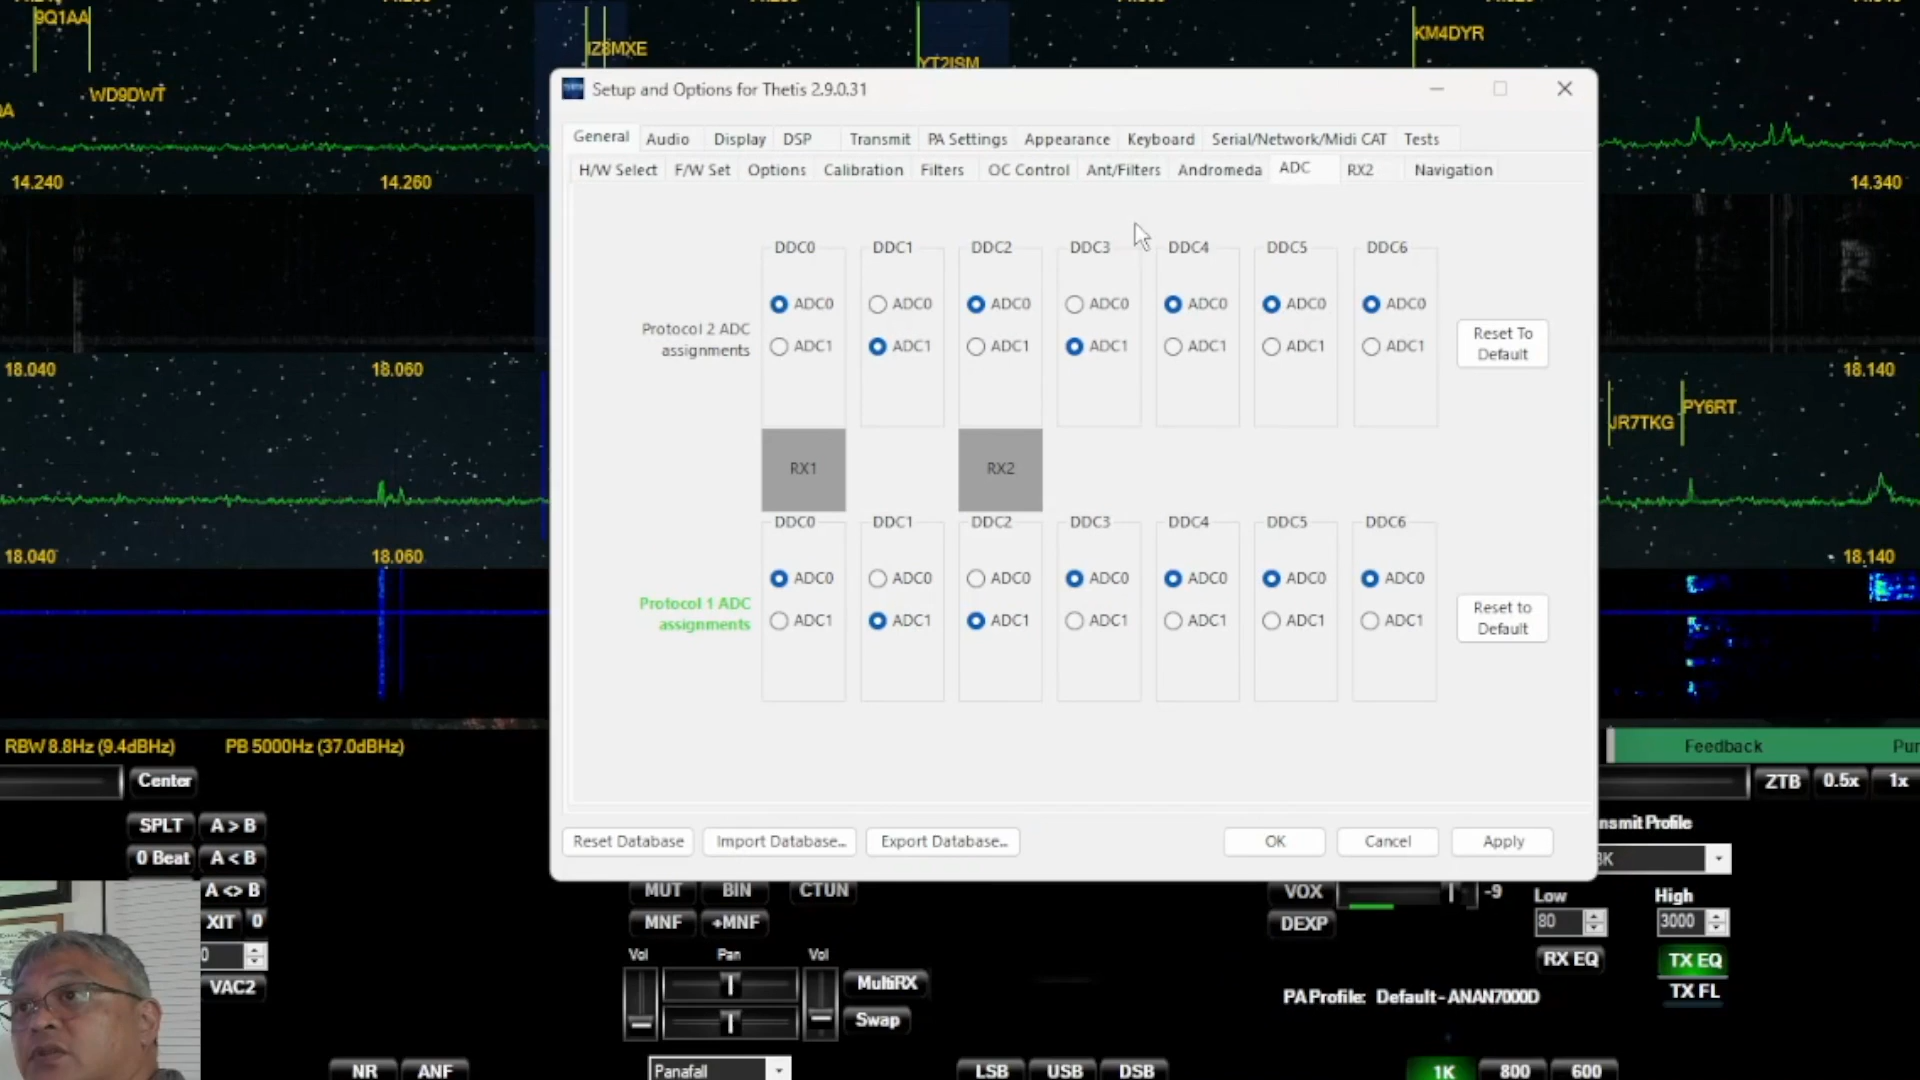 9Q1AA
WD9DWT
IZ8MXE
YT2ISM
KM4DYR
14.240
14.260
14.340
18.040
18.060
18.140
JR7TKG
PY6RT
18.040
18.060
18.140
Setup and Options for Thetis 2.9.0.31
General Audio Display DSP Transmit PA Settings Appearance Keyboard Serial/Network/Midi CAT Tests
H/W Select F/W Set Options Calibration Filters OC Control Ant/Filters Andromeda ADC RX2 Navigation
DDC0 DDC1 DDC2 DDC3 DDC4 DDC5 DDC6
ADC0 ADC0 ADC0 ADC0 ADC0 ADC0 ADC0
Protocol 2 ADC
assignments
ADC1 ADC1 ADC1 ADC1 ADC1 ADC1 ADC1
Reset To
Default
RX1 RX2
DDC0 DDC1 DDC2 DDC3 DDC4 DDC5 DDC6
ADC0 ADC0 ADC0 ADC0 ADC0 ADC0 ADC0
Protocol 1 ADC
assignments
ADC1 ADC1 ADC1 ADC1 ADC1 ADC1 ADC1
Reset to
Default
Reset Database Import Database... Export Database... OK Cancel Apply
RBW 8.8Hz (9.4dBHz) PB 5000Hz (37.0dBHz)
Feedback
Center
ZTB 0.5x 1x
SPLT A > B
0 Beat A < B
A <> B
XIT 0
0
VAC2
MUT BIN CTUN
MNF +MNF
Vol Pan Vol
MultiRX
Swap
VOX -9
DEXP
Low High
80 3000
RX EQ TX EQ
TX FL
PA Profile: Default - ANAN7000D
NR ANF Panafall LSB USB DSB 1K 800 600